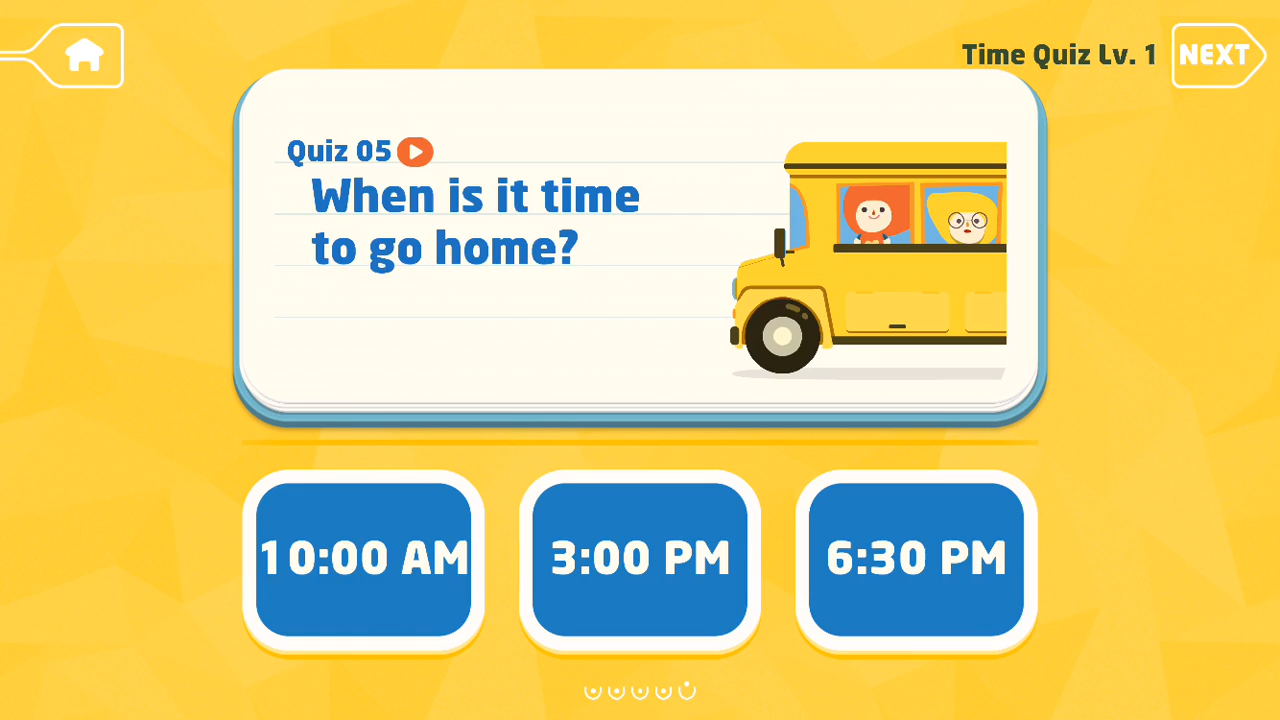 Time Quiz Lv. 1
NEXT
Quiz 05
When is it time
to go home?
10:00 AM
3:00 PM
6:30 PM